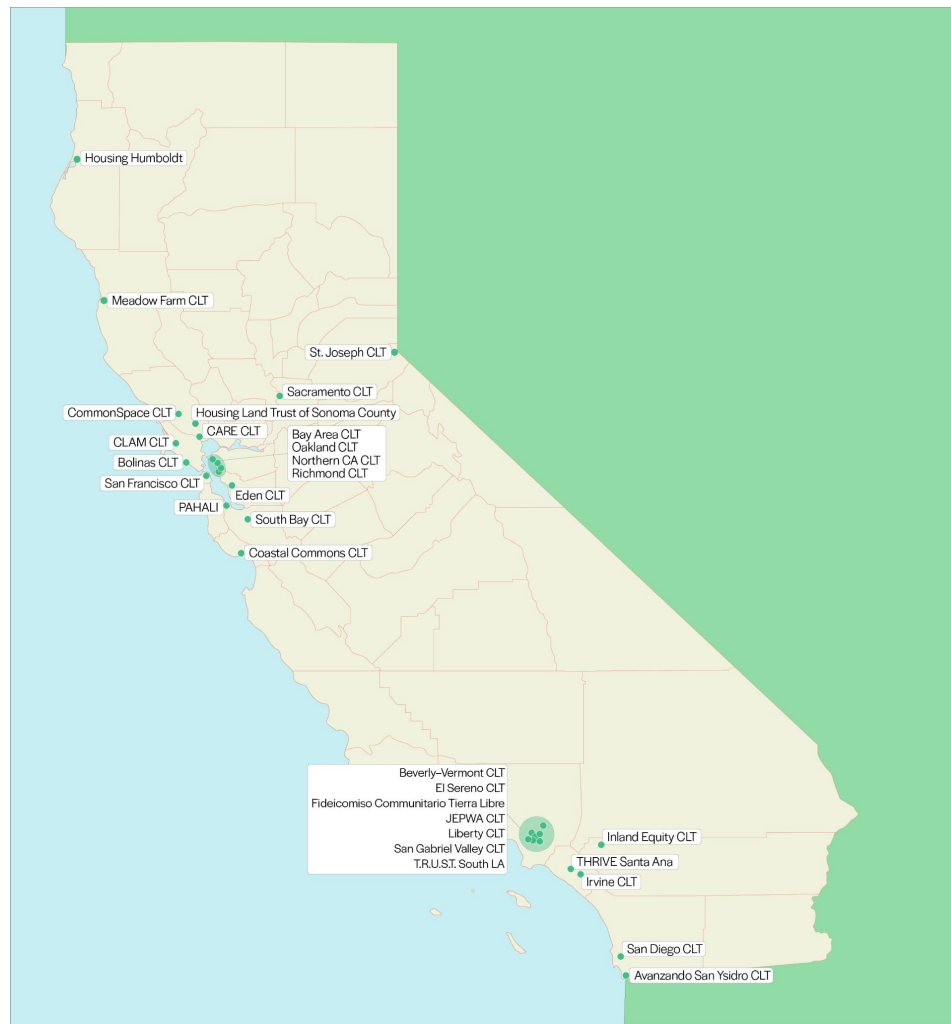 Housing Humboldt
Meadow Farm CLT
St. Joseph CLT
Sacramento CLT
CommonSpace CLT
Housing Land Trust of Sonoma County
CARE CLT
CLAM CLT
Bay Area CLT
Oakland CLT
Northern CA CLT
Richmond CLT
Bolinas CLT
San Francisco CLT
Eden CLT
PAHALI
South Bay CLT
Coastal Commons CLT
Beverly–Vermont CLT
El Sereno CLT
Fideicomiso Communitario Tierra Libre
JEPWA CLT
Liberty CLT
San Gabriel Valley CLT
T.R.U.S.T. South LA
Inland Equity CLT
THRIVE Santa Ana
Irvine CLT
San Diego CLT
Avanzando San Ysidro CLT